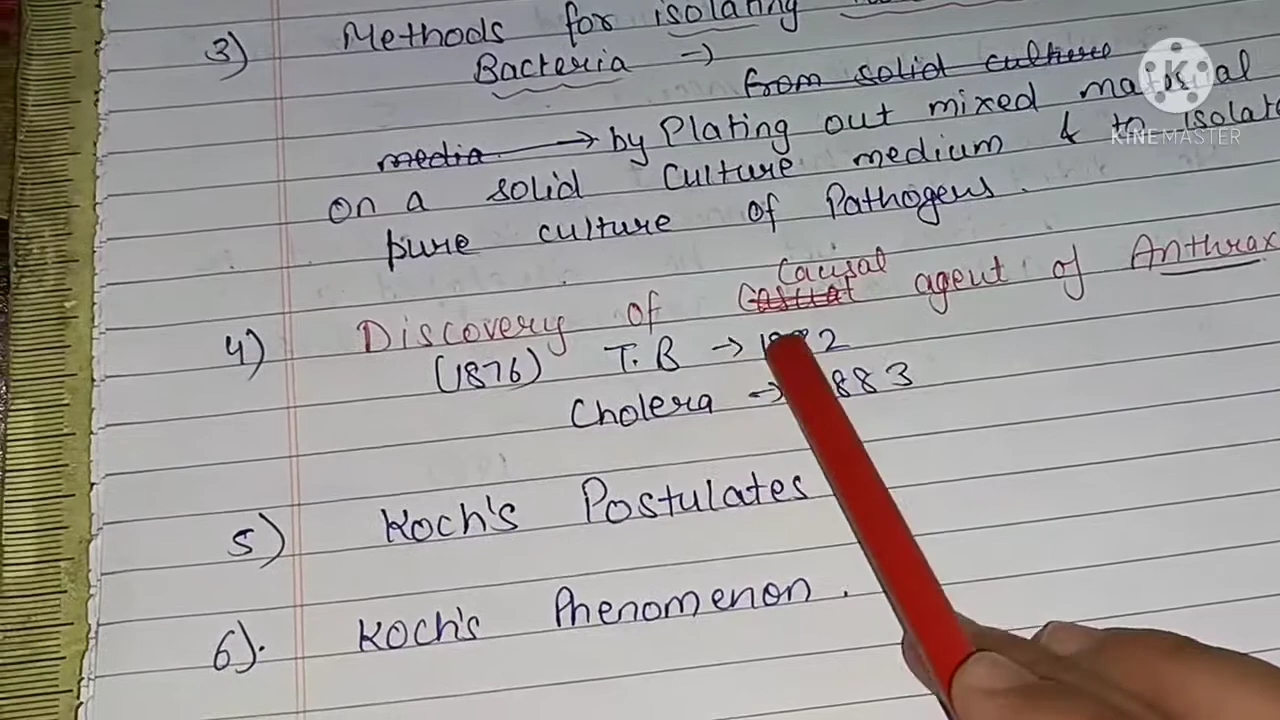 3) Methods for isolating
Bacteria →
from solid culture
media → by Plating out mixed material
on a solid culture medium & to isolate
pure culture of Pathogens.
Causal
4) Discovery of agent of Anthrax
(1876) T.B →
Cholera → 883
5) Koch's Postulates
6). Koch's Phenomenon.
KINEMASTER